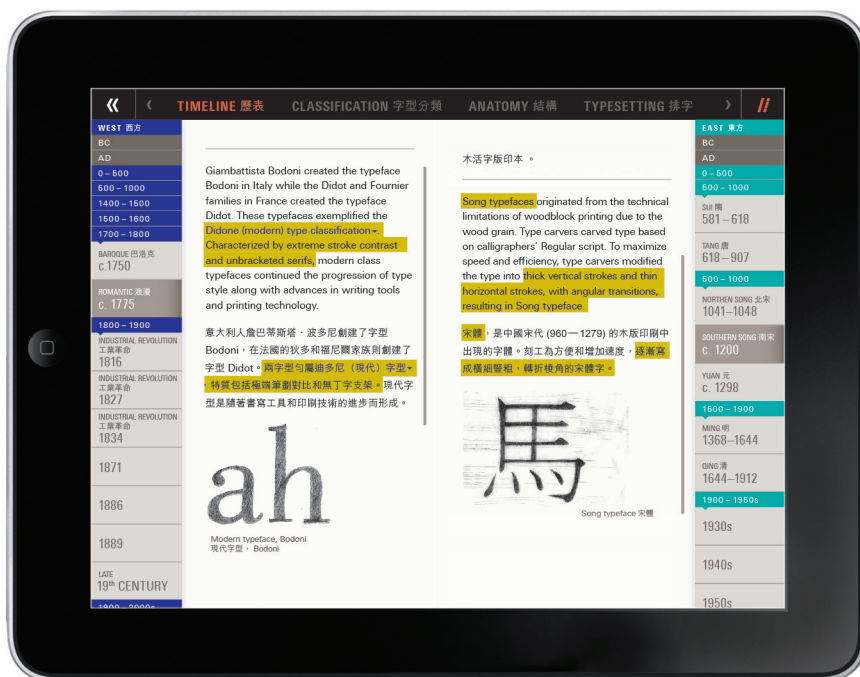 «
‹
TIMELINE 歷表
CLASSIFICATION 字型分類
ANATOMY 結構
TYPESETTING 排字
›
//
WEST 西方
BC
AD
0 – 500
500 – 1000
1400 – 1500
1500 – 1600
1700 – 1800
BAROQUE 巴洛克
c.1750
ROMANTIC 浪漫
c. 1775
1800 – 1900
INDUSTRIAL REVOLUTION
工業革命
1816
INDUSTRIAL REVOLUTION
工業革命
1827
INDUSTRIAL REVOLUTION
工業革命
1834
1871
1886
1889
LATE
19th CENTURY
1900 – 2000s
Giambattista Bodoni created the typeface
Bodoni in Italy while the Didot and Fournier
families in France created the typeface
Didot. These typefaces exemplified the
Didone (modern) type classification.
Characterized by extreme stroke contrast
and unbracketed serifs, modern class
typefaces continued the progression of type
style along with advances in writing tools
and printing technology.
意大利人詹巴蒂斯塔．波多尼創建了字型
Bodoni，在法國的狄多和福尼爾家族則創建了
字型 Didot。兩字型勻屬迪多尼（現代）字型
，特質包括極端筆劃對比和無丁字支架。現代字
型是隨著書寫工具和印刷技術的進步而形成。
ah
Modern typeface, Bodoni
現代字型， Bodoni
木活字版印本 。
Song typefaces originated from the technical
limitations of woodblock printing due to the
wood grain. Type carvers carved type based
on calligraphers' Regular script. To maximize
speed and efficiency, type carvers modified
the type into thick vertical strokes and thin
horizontal strokes, with angular transitions,
resulting in Song typeface.
宋體，是中國宋代 (960—1279) 的木版印刷中
出現的字體。刻工為方便和增加速度，逐漸寫
成橫細豎粗，轉折棱角的宋體字。
馬
Song typeface 宋體
EAST 東方
BC
AD
0 – 500
500 – 1000
SUI 隋
581 – 618
TANG 唐
618 – 907
500 – 1000
NORTHEN SONG 北宋
1041–1048
SOUTHERN SONG 南宋
c. 1200
YUAN 元
c. 1298
1500 – 1900
MING 明
1368–1644
QING 清
1644–1912
1900 – 1950s
1930s
1940s
1950s